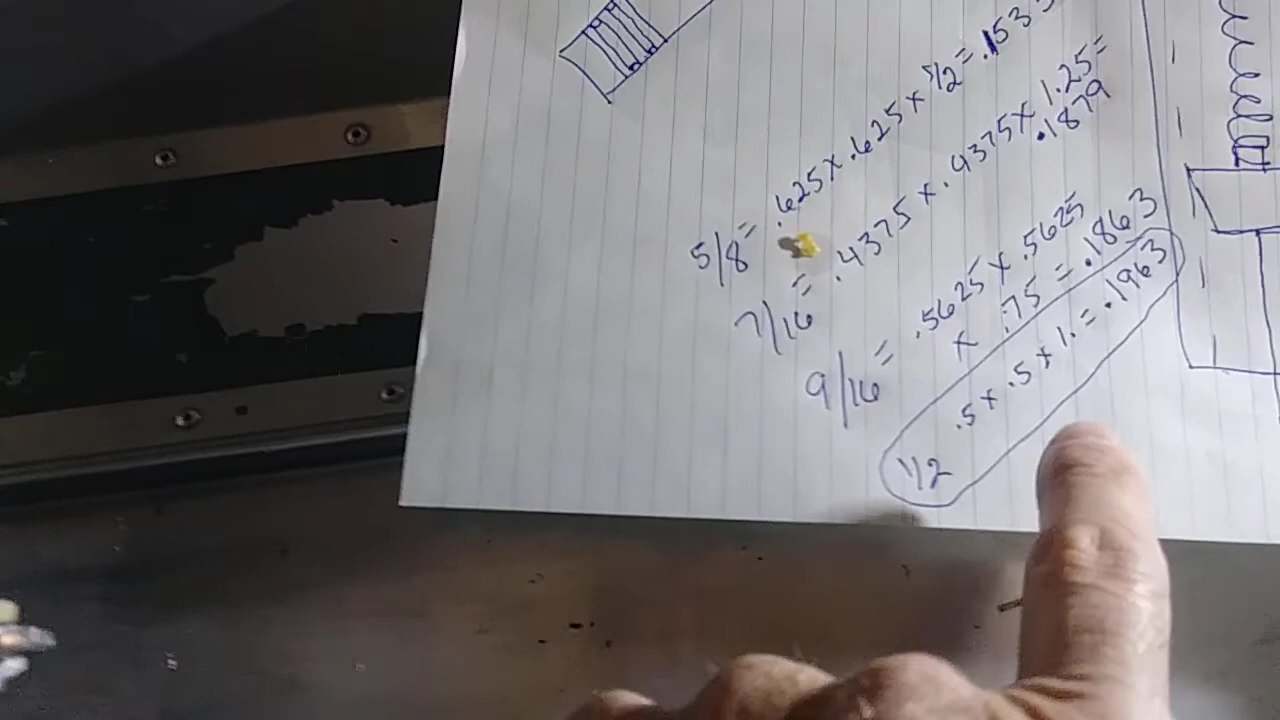 5/8 = .625 x .625 x 1/2 = .153
7/16 = .4375 x .4375 x 1.25 =
.1879
9/16 = .5625 x .5625
x .75 = .1863
1/2 .5 x .5 x 1. = .1963